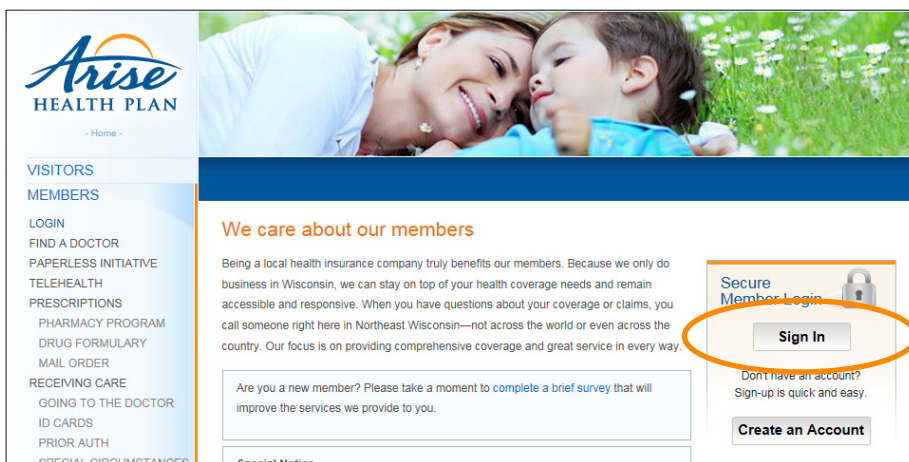 Arise
HEALTH PLAN
- Home -
VISITORS
MEMBERS
LOGIN
FIND A DOCTOR
PAPERLESS INITIATIVE
TELEHEALTH
PRESCRIPTIONS
PHARMACY PROGRAM
DRUG FORMULARY
MAIL ORDER
RECEIVING CARE
GOING TO THE DOCTOR
ID CARDS
PRIOR AUTH
SPECIAL CIRCUMSTANCES
We care about our members
Being a local health insurance company truly benefits our members. Because we only do
business in Wisconsin, we can stay on top of your health coverage needs and remain
accessible and responsive. When you have questions about your coverage or claims, you
call someone right here in Northeast Wisconsin—not across the world or even across the
country. Our focus is on providing comprehensive coverage and great service in every way.
Are you a new member? Please take a moment to complete a brief survey that will
improve the services we provide to you.
Special Notice
Secure
Member Login
Sign In
Don't have an account?
Sign-up is quick and easy.
Create an Account